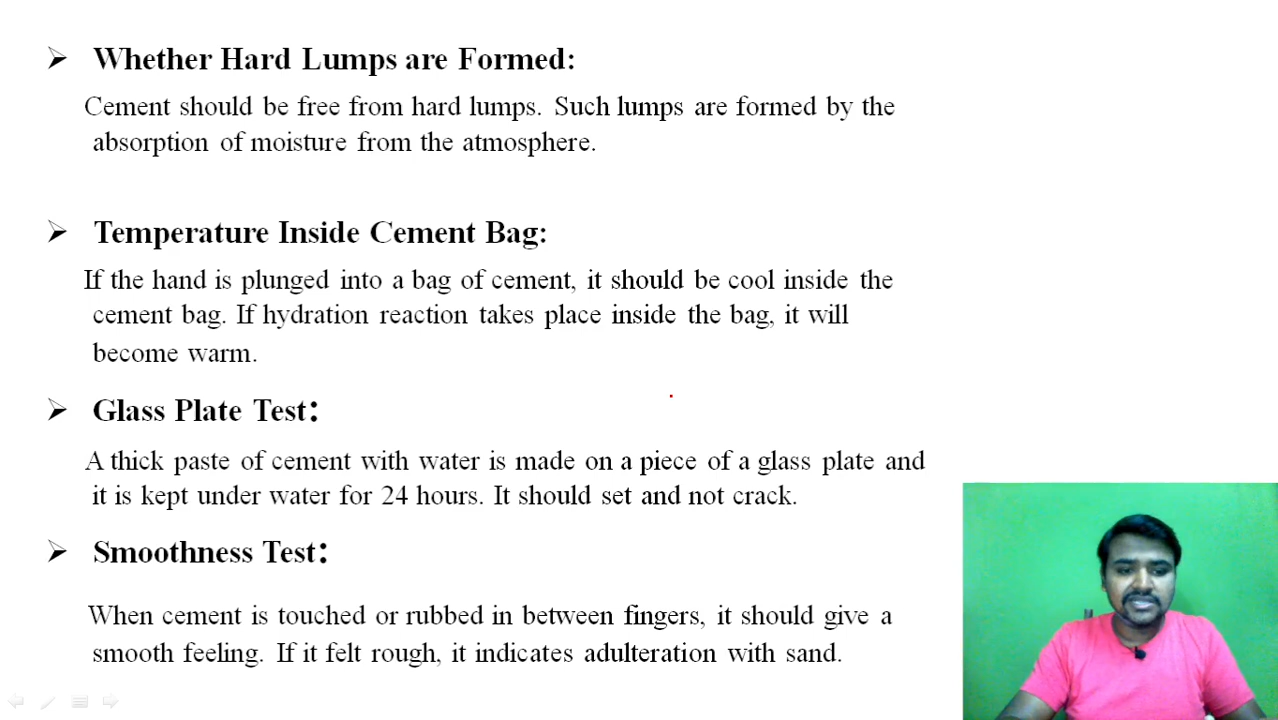 Whether Hard Lumps are Formed:
Cement should be free from hard lumps. Such lumps are formed by the
absorption of moisture from the atmosphere.
Temperature Inside Cement Bag:
If the hand is plunged into a bag of cement, it should be cool inside the
cement bag. If hydration reaction takes place inside the bag, it will
become warm.
Glass Plate Test:
A thick paste of cement with water is made on a piece of a glass plate and
it is kept under water for 24 hours. It should set and not crack.
Smoothness Test:
When cement is touched or rubbed in between fingers, it should give a
smooth feeling. If it felt rough, it indicates adulteration with sand.